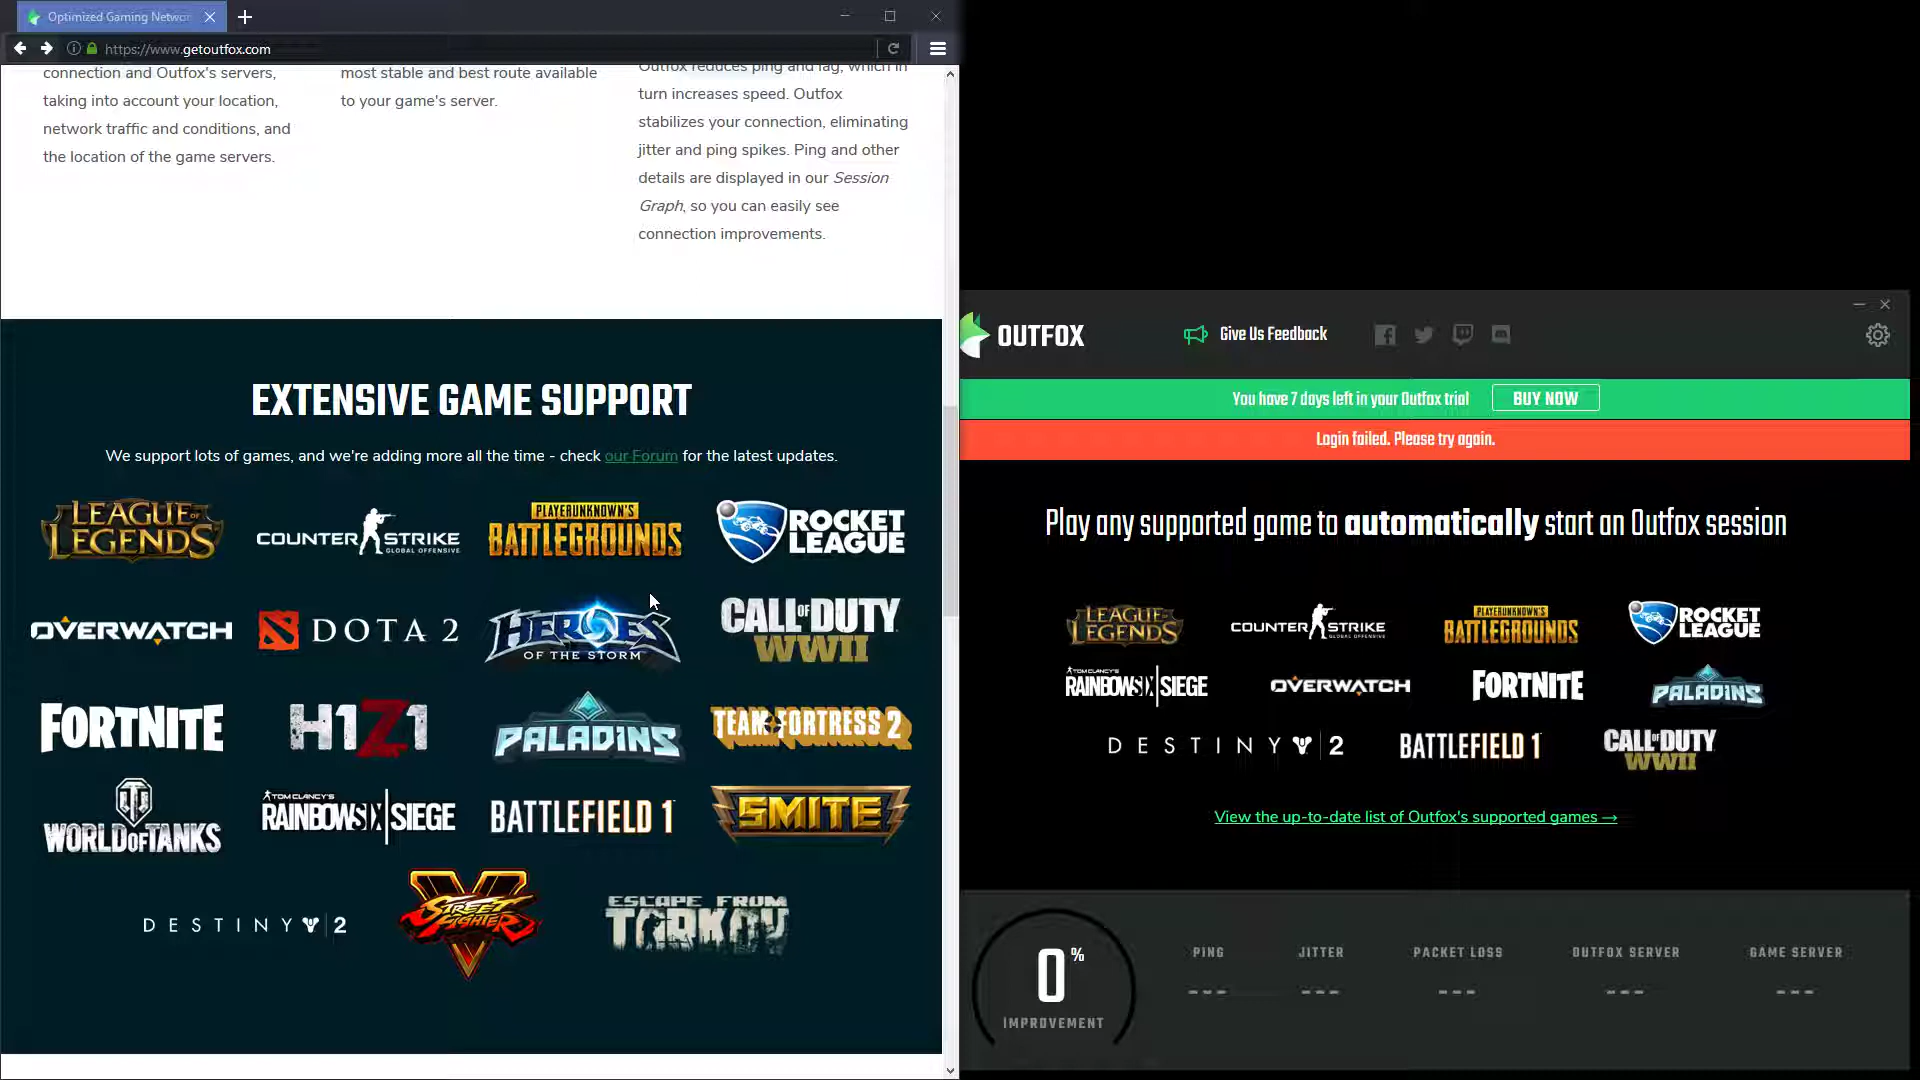 Optimized Gaming Networ
https://www.getoutfox.com
connection and Outfox's servers,
taking into account your location,
network traffic and conditions, and
the location of the game servers.
most stable and best route available
to your game's server.
Outfox reduces ping and lag, which in
turn increases speed. Outfox
stabilizes your connection, eliminating
jitter and ping spikes. Ping and other
details are displayed in our Session
Graph, so you can easily see
connection improvements.
EXTENSIVE GAME SUPPORT
We support lots of games, and we're adding more all the time - check our Forum for the latest updates.
LEAGUE OF LEGENDS
COUNTER STRIKE
GLOBAL OFFENSIVE
PLAYERUNKNOWN'S
BATTLEGROUNDS
ROCKET
LEAGUE
OVERWATCH
DOTA 2
HEROES
OF THE STORM
CALL OF DUTY
WWII
FORTNITE
H1Z1
PALADINS
TEAM FORTRESS 2
WORLD OF TANKS
TOM CLANCY'S
RAINBOW SIX SIEGE
BATTLEFIELD 1
SMITE
DESTINY 2
STREET
FIGHTER
V
ESCAPE FROM
TARKOV
OUTFOX
Give Us Feedback
You have 7 days left in your Outfox trial
BUY NOW
Login failed. Please try again.
Play any supported game to automatically start an Outfox session
LEAGUE OF LEGENDS
COUNTER STRIKE
GLOBAL OFFENSIVE
PLAYERUNKNOWN'S
BATTLEGROUNDS
ROCKET
LEAGUE
TOM CLANCY'S
RAINBOW SIX SIEGE
OVERWATCH
FORTNITE
PALADINS
DESTINY 2
BATTLEFIELD 1
CALL OF DUTY
WWII
View the up-to-date list of Outfox's supported games →
0%
IMPROVEMENT
PING
---
JITTER
---
PACKET LOSS
---
OUTFOX SERVER
---
GAME SERVER
---